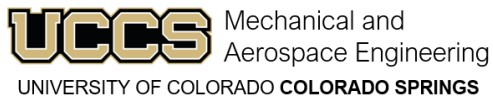 UCCS
Mechanical and
Aerospace Engineering
UNIVERSITY OF COLORADO COLORADO SPRINGS